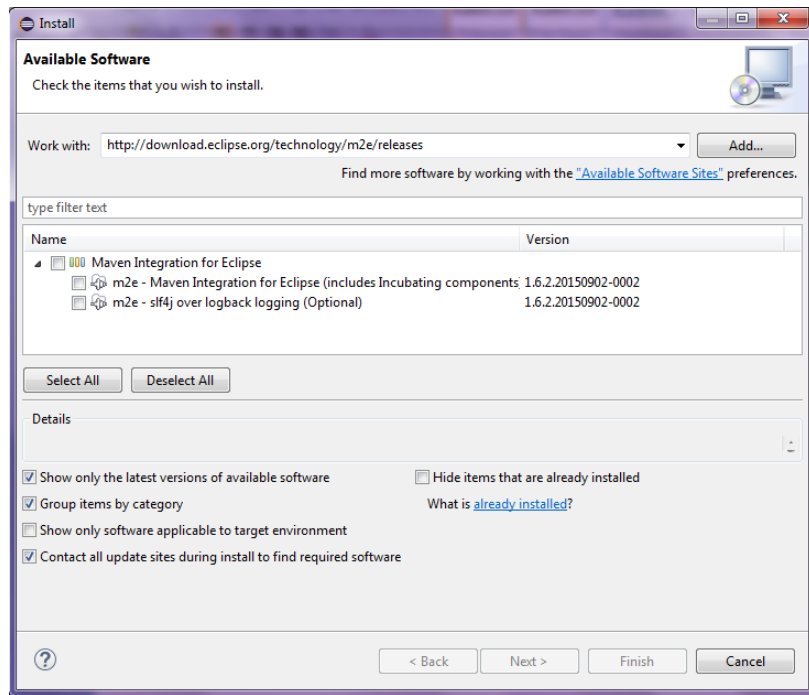 Install
Available Software
Check the items that you wish to install.
Work with: http://download.eclipse.org/technology/m2e/releases Add...
Find more software by working with the "Available Software Sites" preferences.
type filter text
Name Version
Maven Integration for Eclipse
m2e - Maven Integration for Eclipse (includes Incubating components 1.6.2.20150902-0002
m2e - slf4j over logback logging (Optional) 1.6.2.20150902-0002
Select All Deselect All
Details
Show only the latest versions of available software Hide items that are already installed
Group items by category What is already installed?
Show only software applicable to target environment
Contact all update sites during install to find required software
? < Back Next > Finish Cancel